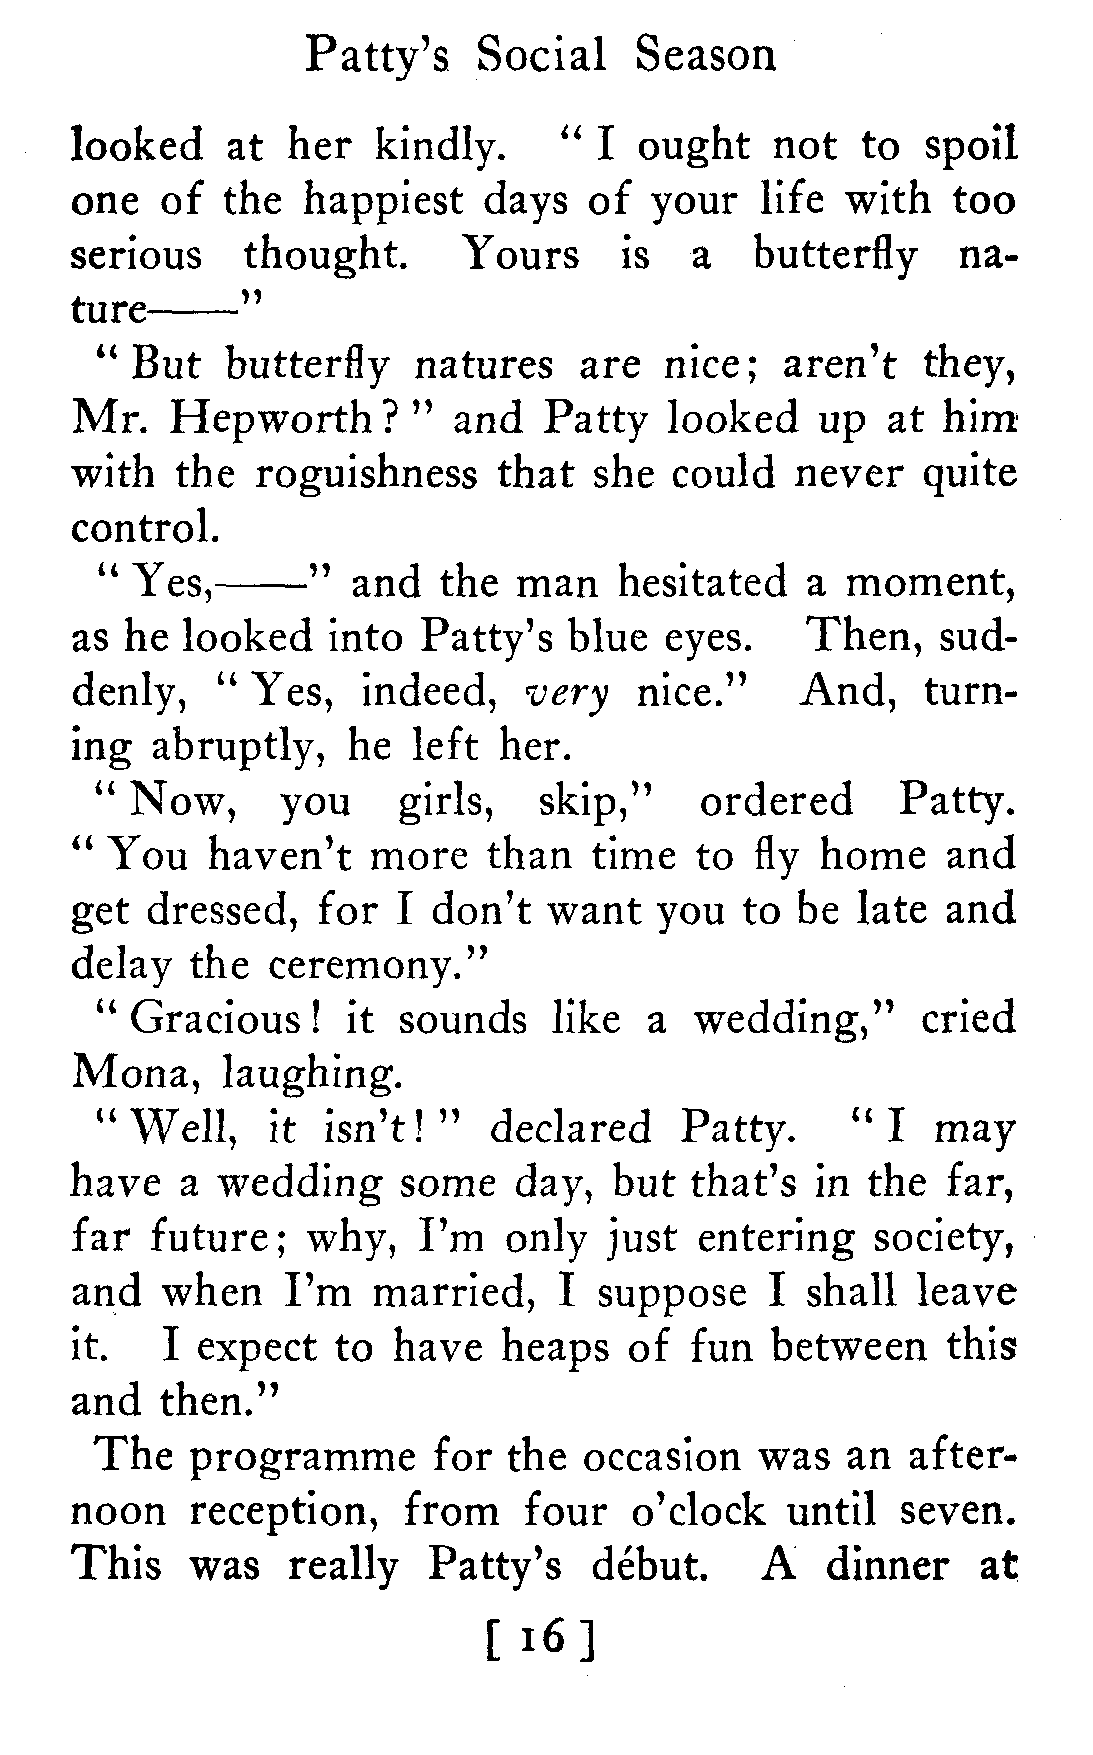 Patty's Social Season
looked at her kindly. "I ought not to spoil
one of the happiest days of your life with too
serious thought. Yours is a butterfly na-
ture——"
"But butterfly natures are nice; aren't they,
Mr. Hepworth?" and Patty looked up at him
with the roguishness that she could never quite
control.
"Yes,——" and the man hesitated a moment,
as he looked into Patty's blue eyes. Then, sud-
denly, "Yes, indeed, very nice." And, turn-
ing abruptly, he left her.
"Now, you girls, skip," ordered Patty.
"You haven't more than time to fly home and
get dressed, for I don't want you to be late and
delay the ceremony."
"Gracious! it sounds like a wedding," cried
Mona, laughing.
"Well, it isn't!" declared Patty. "I may
have a wedding some day, but that's in the far,
far future; why, I'm only just entering society,
and when I'm married, I suppose I shall leave
it. I expect to have heaps of fun between this
and then."
The programme for the occasion was an after-
noon reception, from four o'clock until seven.
This was really Patty's début. A dinner at
[ 16 ]